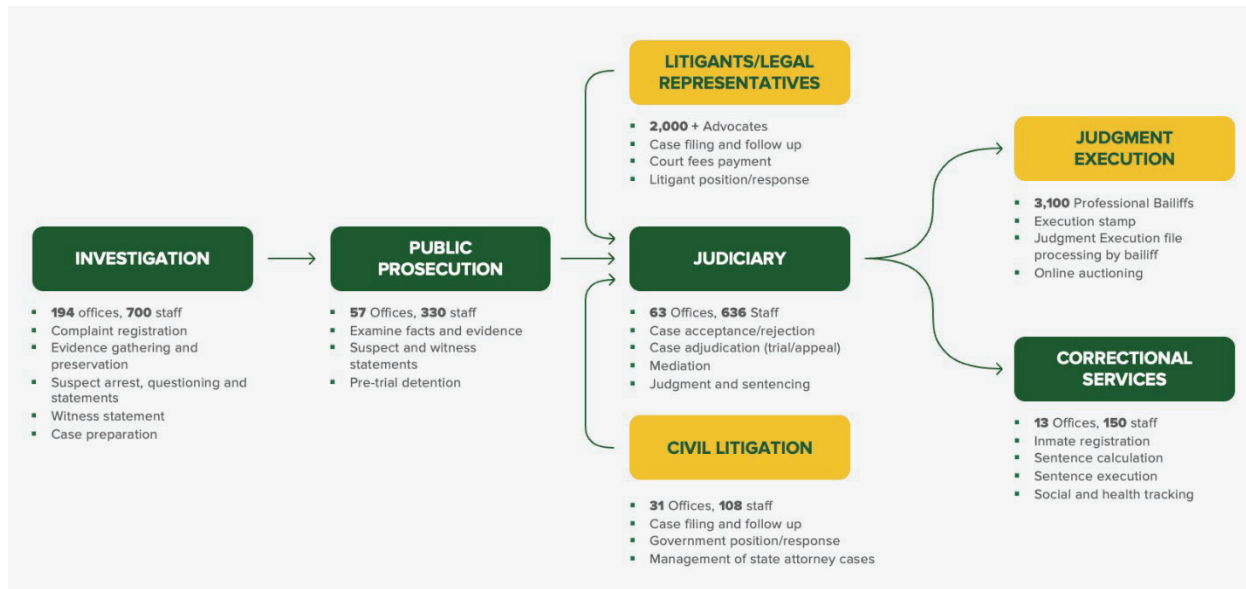 INVESTIGATION
▪ 194 offices, 700 staff
▪ Complaint registration
▪ Evidence gathering and
preservation
▪ Suspect arrest, questioning and
statements
▪ Witness statement
▪ Case preparation
PUBLIC
PROSECUTION
▪ 57 Offices, 330 staff
▪ Examine facts and evidence
▪ Suspect and witness
statements
▪ Pre-trial detention
LITIGANTS/LEGAL
REPRESENTATIVES
▪ 2,000 + Advocates
▪ Case filing and follow up
▪ Court fees payment
▪ Litigant position/response
JUDICIARY
▪ 63 Offices, 636 Staff
▪ Case acceptance/rejection
▪ Case adjudication (trial/appeal)
▪ Mediation
▪ Judgment and sentencing
CIVIL LITIGATION
▪ 31 Offices, 108 staff
▪ Case filing and follow up
▪ Government position/response
▪ Management of state attorney cases
JUDGMENT
EXECUTION
▪ 3,100 Professional Bailiffs
▪ Execution stamp
▪ Judgment Execution file
processing by bailiff
▪ Online auctioning
CORRECTIONAL
SERVICES
▪ 13 Offices, 150 staff
▪ Inmate registration
▪ Sentence calculation
▪ Sentence execution
▪ Social and health tracking